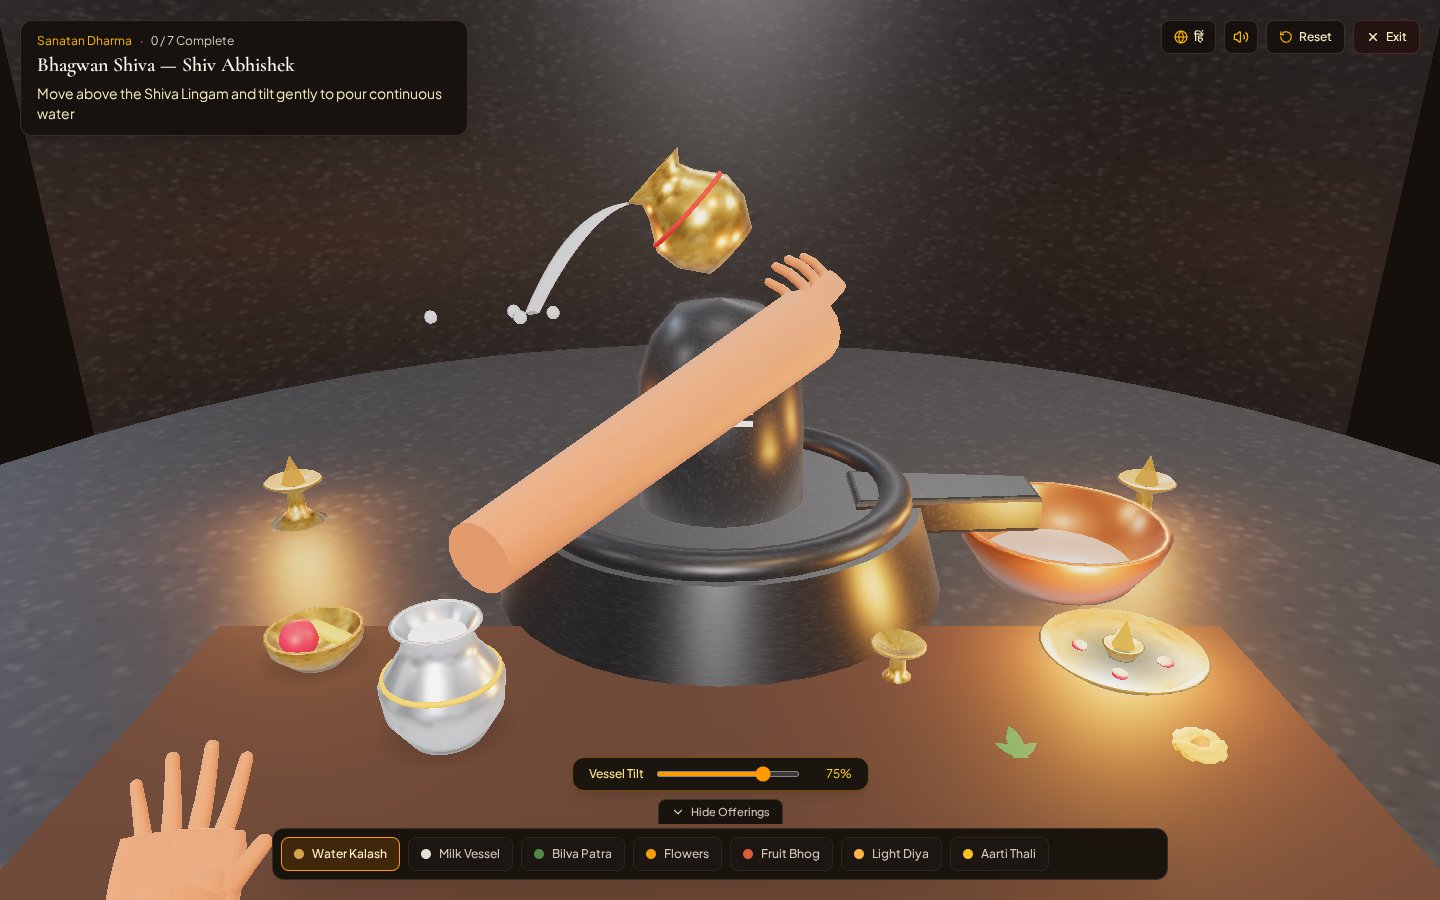 Sanatan Dharma · 0/7 Complete
Bhagwan Shiva — Shiv Abhishek
Move above the Shiva Lingam and tilt gently to pour continuous
water
हिं
Reset
Exit
Vessel Tilt 75%
Hide Offerings
Water Kalash
Milk Vessel
Bilva Patra
Flowers
Fruit Bhog
Light Diya
Aarti Thali